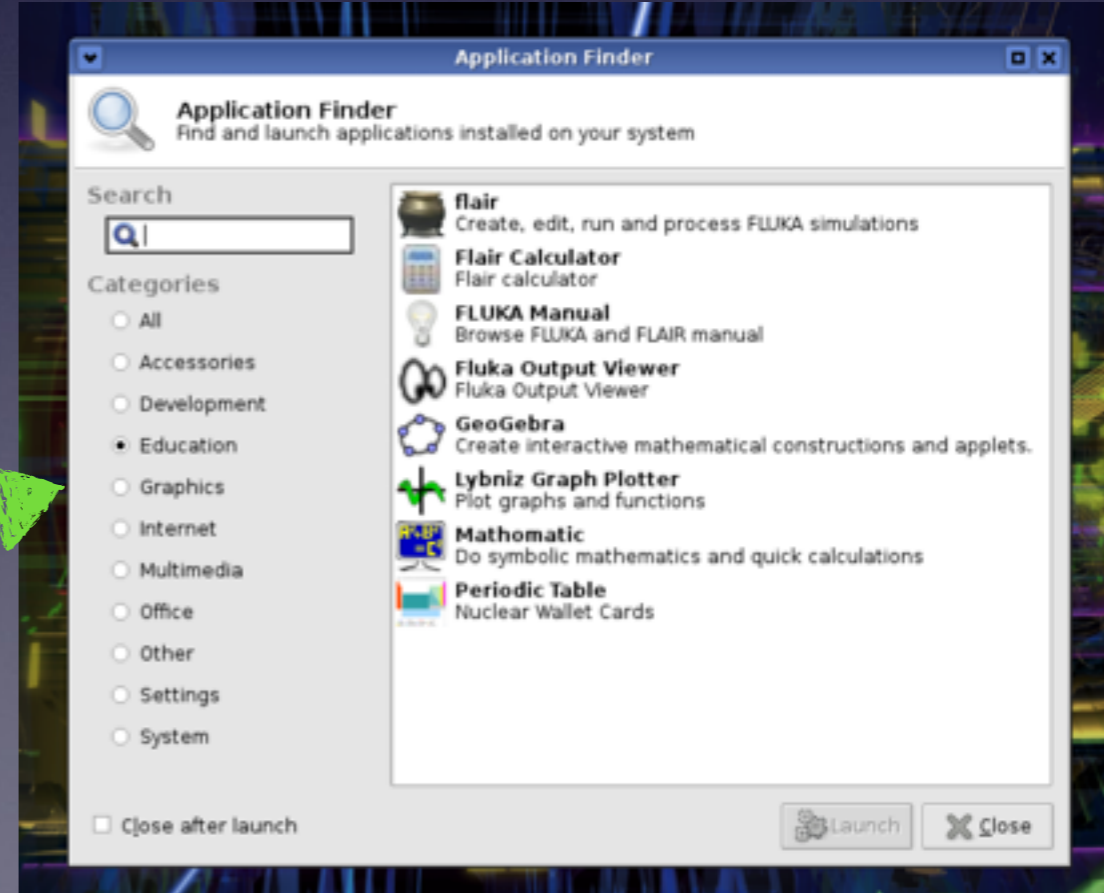 Application Finder
Application Finder
Find and launch applications installed on your system
Search
Categories
All
Accessories
Development
Education
Graphics
Internet
Multimedia
Office
Other
Settings
System
flair
Create, edit, run and process FLUKA simulations
Flair Calculator
Flair calculator
FLUKA Manual
Browse FLUKA and FLAIR manual
Fluka Output Viewer
Fluka Output Viewer
GeoGebra
Create interactive mathematical constructions and applets.
Lybniz Graph Plotter
Plot graphs and functions
Mathomatic
Do symbolic mathematics and quick calculations
Periodic Table
Nuclear Wallet Cards
Close after launch
Launch
Close